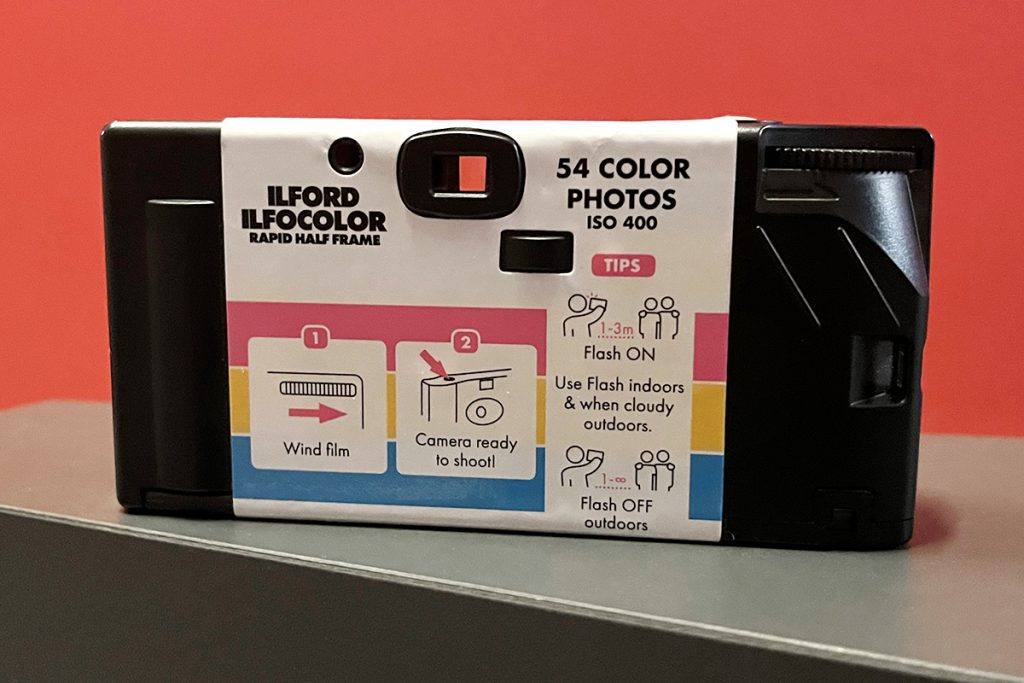 ILFORD
ILFOCOLOR
RAPID HALF FRAME
54 COLOR
PHOTOS
ISO 400
TIPS
1-3m
Flash ON
Use Flash indoors
& when cloudy
outdoors.
1-∞
Flash OFF
outdoors
1
Wind film
2
Camera ready
to shoot!